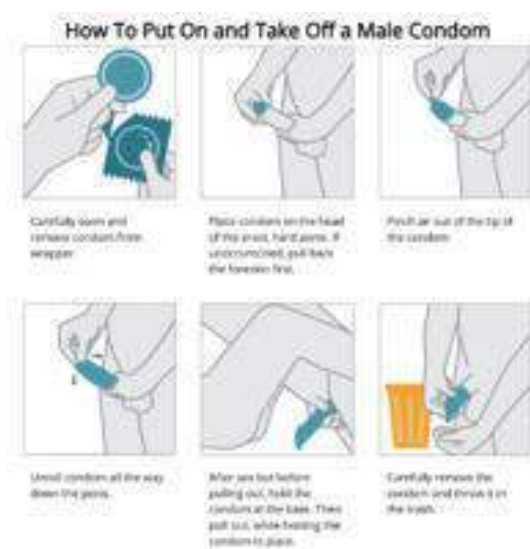 How To Put On and Take Off a Male Condom
Carefully open and
remove condom from
wrapper.
Place condom on the head
of the erect, hard penis. If
uncircumcised, pull back
the foreskin first.
Pinch air out of the tip of
the condom.
Unroll condom all the way
down the penis.
After sex but before
pulling out, hold the
condom at the base. Then
pull out, while holding the
condom in place.
Carefully remove the
condom and throw it in
the trash.